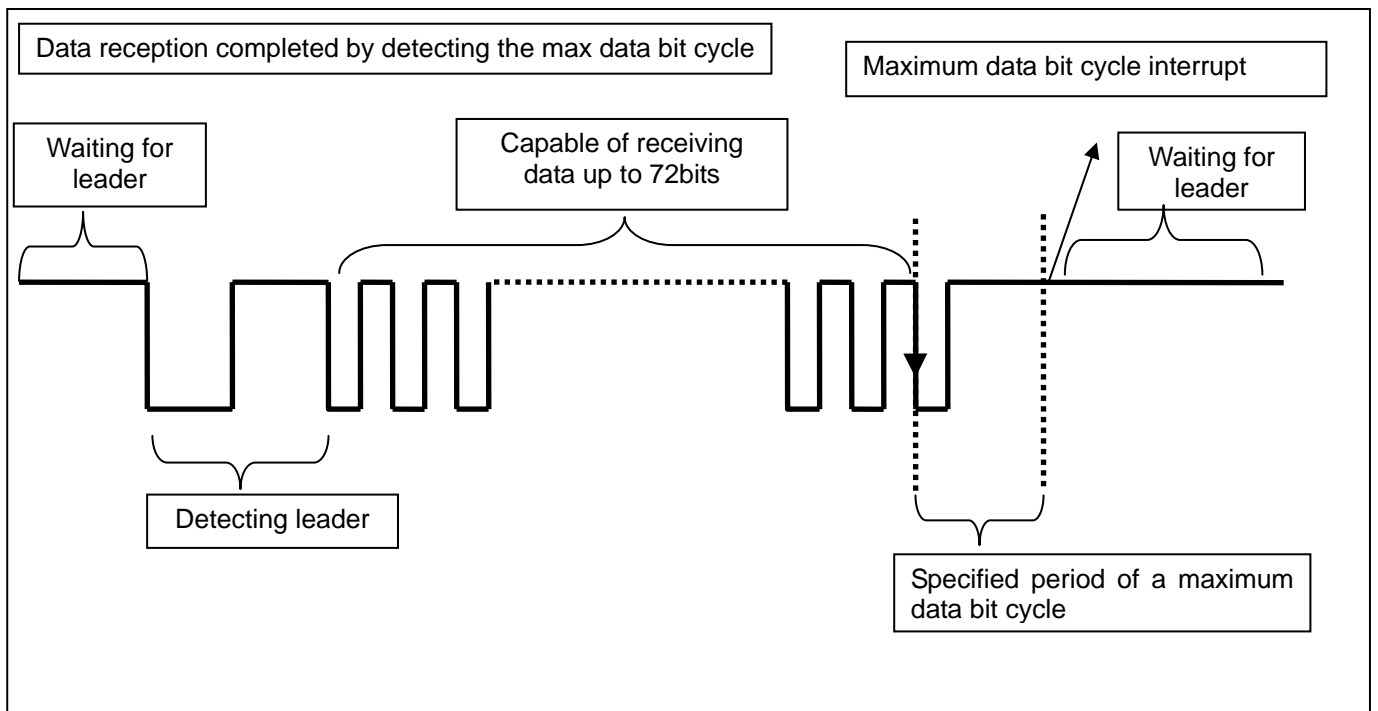 Data reception completed by detecting the max data bit cycle
Maximum data bit cycle interrupt
Waiting for
leader
Capable of receiving
data up to 72bits
Waiting for
leader
Detecting leader
Specified period of a maximum
data bit cycle